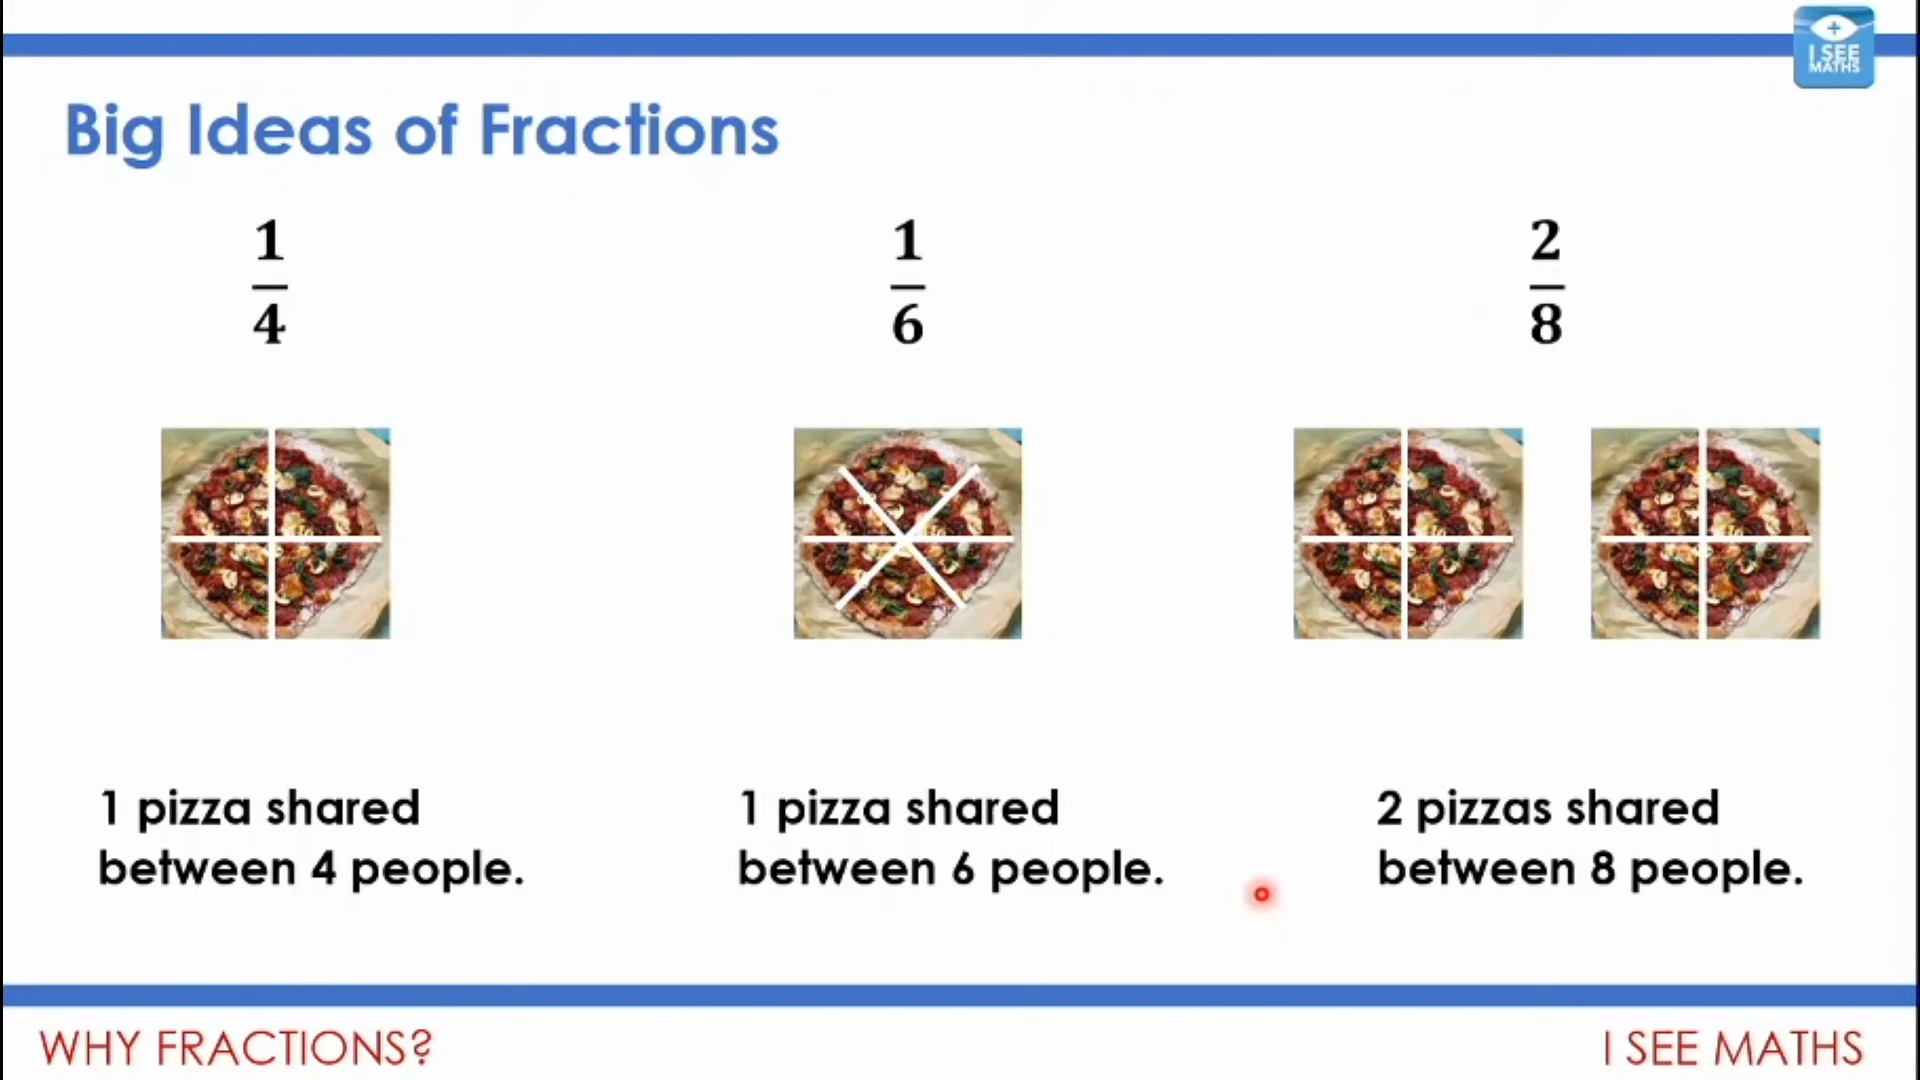 I SEE
MATHS
Big Ideas of Fractions
1
4
1
6
2
8
1 pizza shared
between 4 people.
1 pizza shared
between 6 people.
2 pizzas shared
between 8 people.
WHY FRACTIONS?
I SEE MATHS